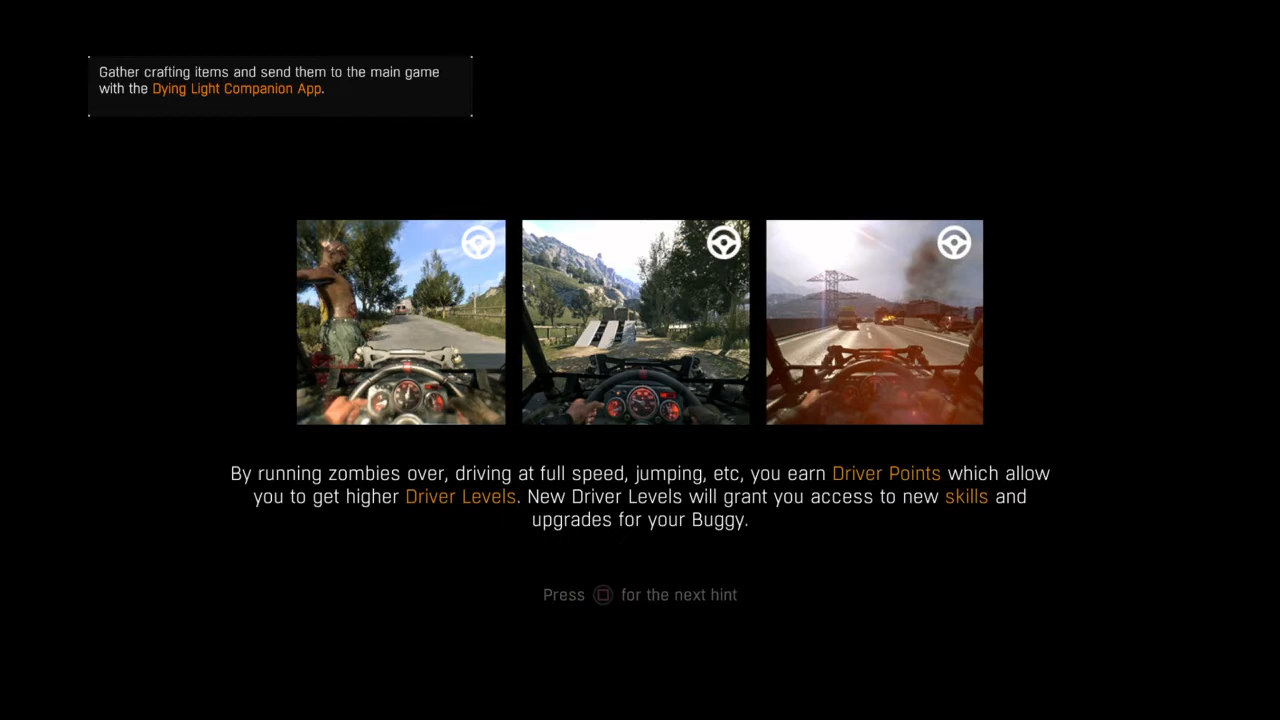 Gather crafting items and send them to the main game
with the Dying Light Companion App.
By running zombies over, driving at full speed, jumping, etc, you earn Driver Points which allow
you to get higher Driver Levels. New Driver Levels will grant you access to new skills and
upgrades for your Buggy.
Press for the next hint